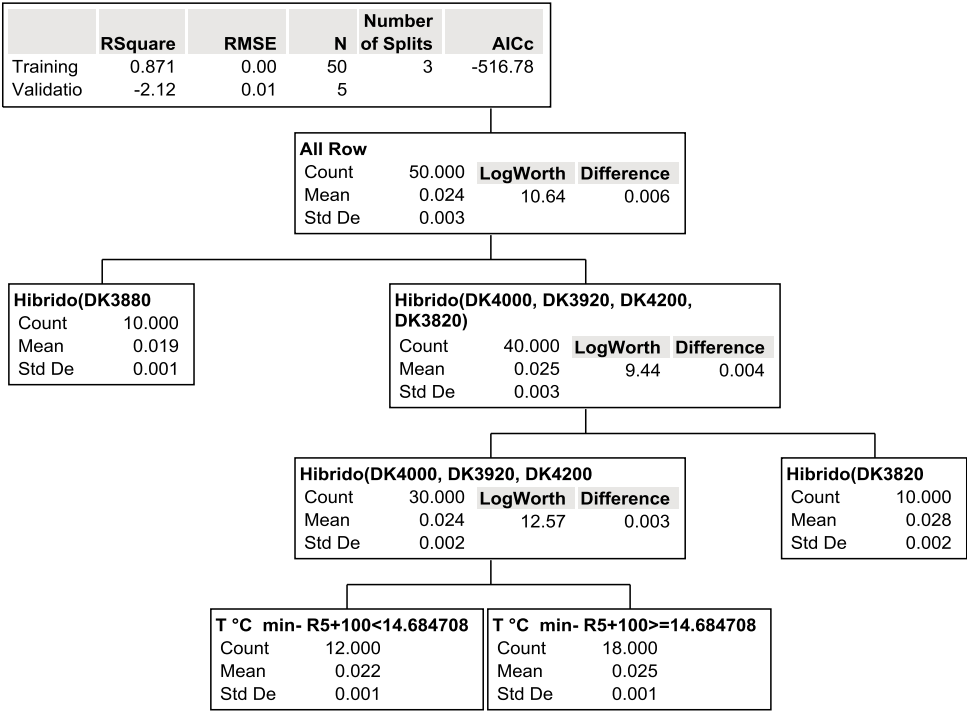 Number
RSquare RMSE N of Splits AICc
Training 0.871 0.00 50 3 -516.78
Validatio -2.12 0.01 5
All Row
Count 50.000 LogWorth Difference
Mean 0.024 10.64 0.006
Std De 0.003
Hibrido(DK3880
Count 10.000
Mean 0.019
Std De 0.001
Hibrido(DK4000, DK3920, DK4200,
DK3820)
Count 40.000 LogWorth Difference
Mean 0.025 9.44 0.004
Std De 0.003
Hibrido(DK4000, DK3920, DK4200
Count 30.000 LogWorth Difference
Mean 0.024 12.57 0.003
Std De 0.002
Hibrido(DK3820
Count 10.000
Mean 0.028
Std De 0.002
T °C min- R5+100<14.684708
Count 12.000
Mean 0.022
Std De 0.001
T °C min- R5+100>=14.684708
Count 18.000
Mean 0.025
Std De 0.001